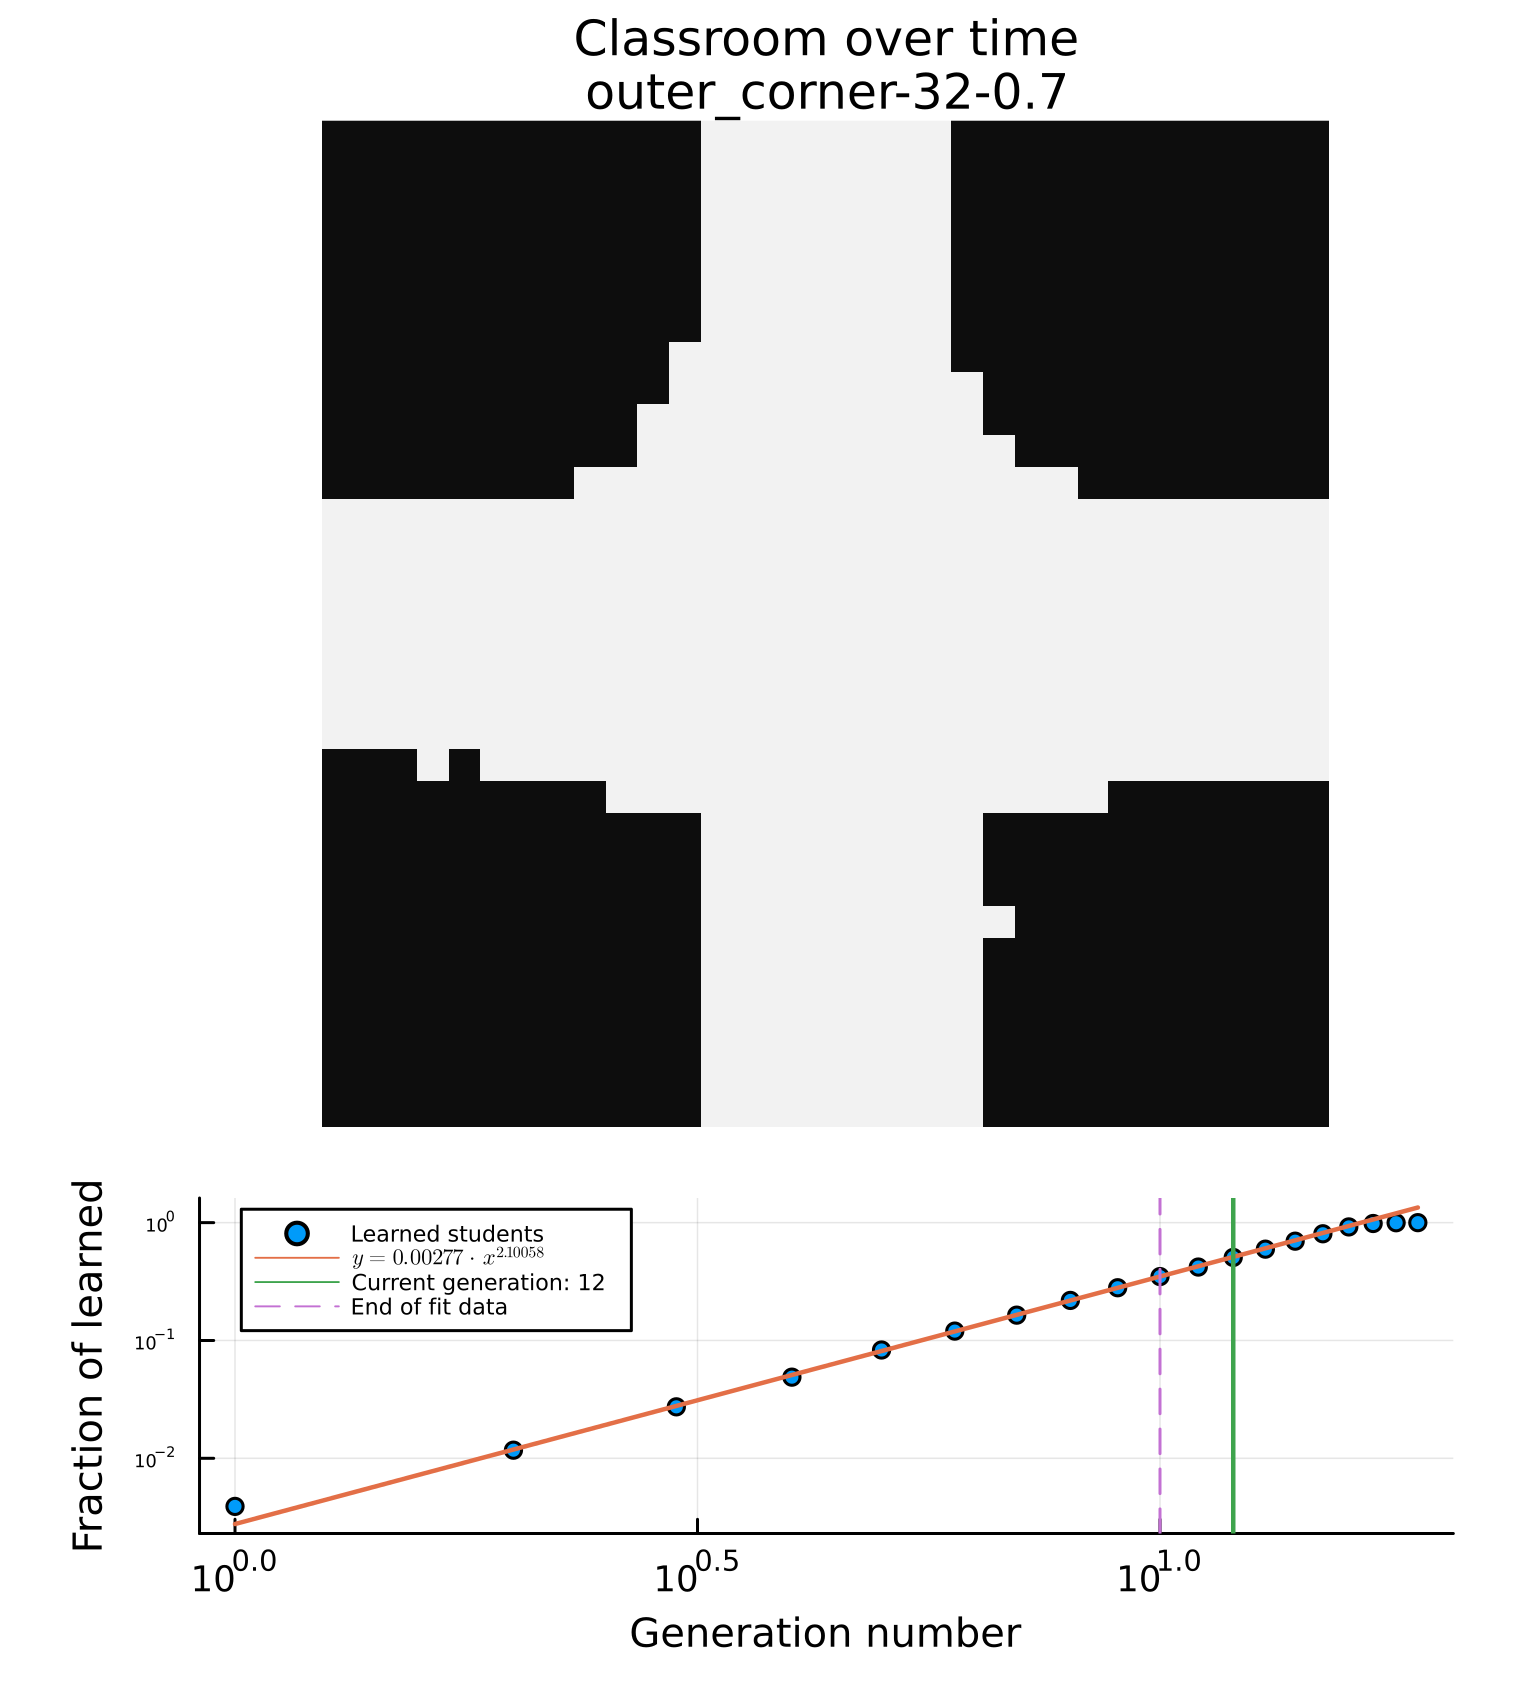 Classroom over time
outer_corner-32-0.7
Fraction of learned
10⁰
10⁻¹
10⁻²
Learned students
y = 0.00277 · x^2.10058
Current generation: 12
End of fit data
10^0.0
10^0.5
10^1.0
Generation number